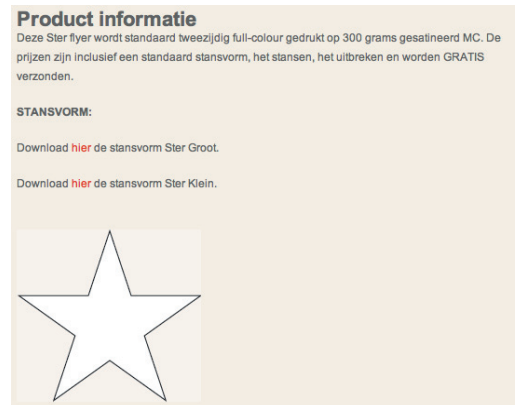 Product informatie
Deze Ster flyer wordt standaard tweezijdig full-colour gedrukt op 300 grams gesatineerd MC. De
prijzen zijn inclusief een standaard stansvorm, het stansen, het uitbreken en worden GRATIS
verzonden.
STANSVORM:
Download hier de stansvorm Ster Groot.
Download hier de stansvorm Ster Klein.